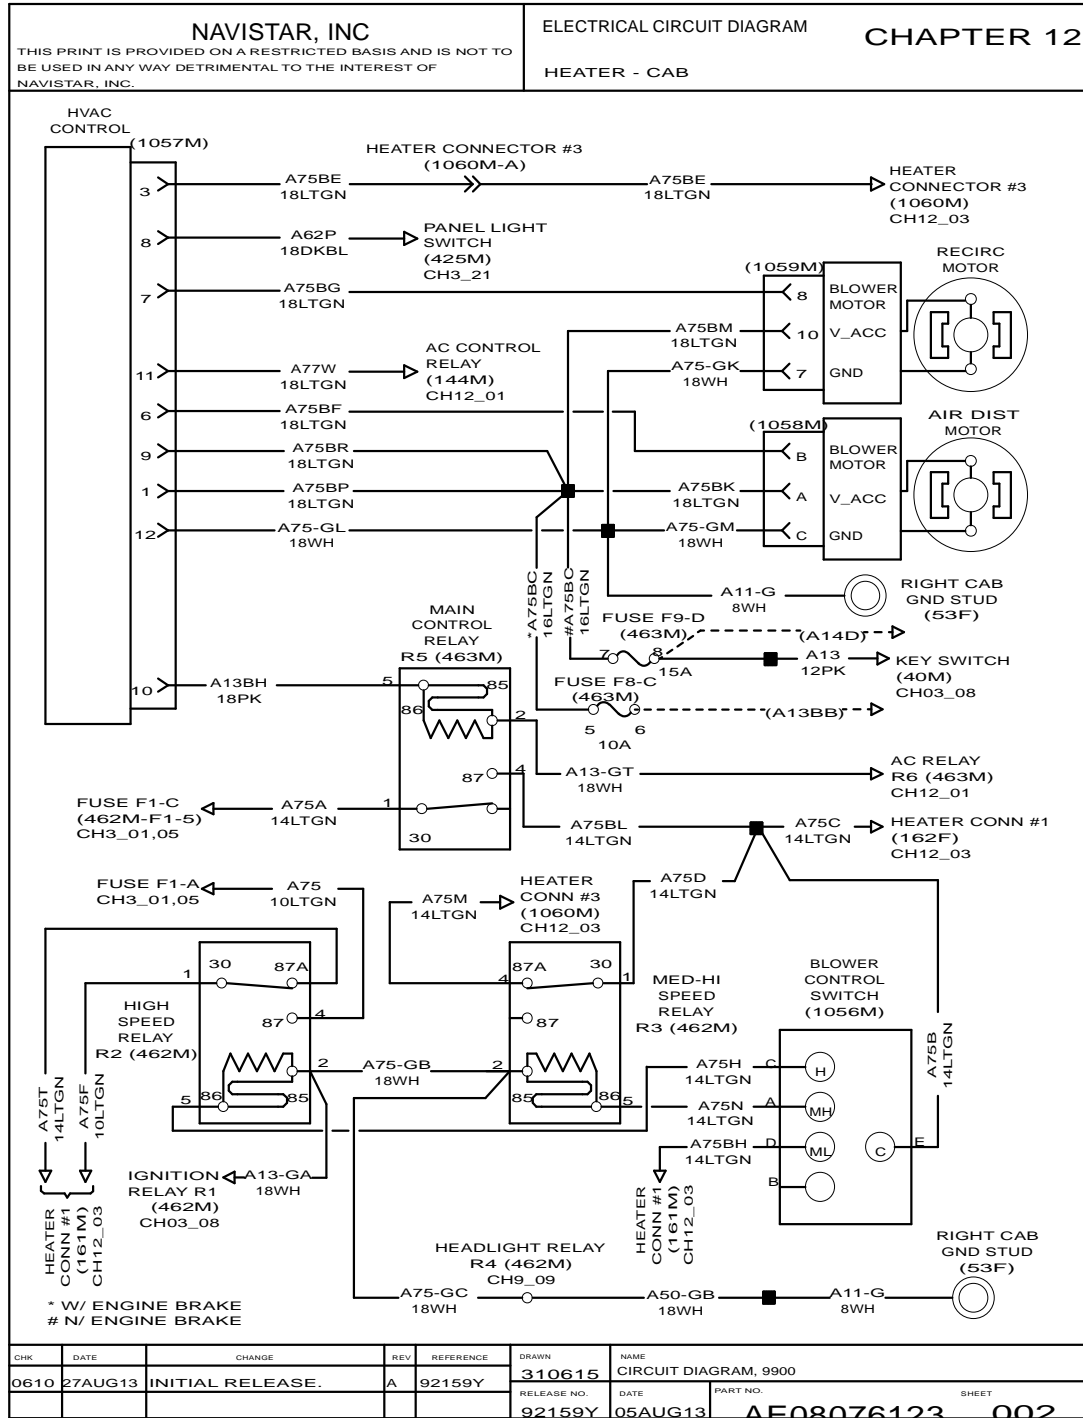 NAVISTAR, INC
THIS PRINT IS PROVIDED ON A RESTRICTED BASIS AND IS NOT TO
BE USED IN ANY WAY DETRIMENTAL TO THE INTEREST OF
NAVISTAR, INC.
ELECTRICAL CIRCUIT DIAGRAM
HEATER - CAB
CHAPTER 12
HVAC
CONTROL
(1057M)
HEATER CONNECTOR #3
(1060M-A)
3
A75BE
18LTGN
A75BE
18LTGN
HEATER
CONNECTOR #3
(1060M)
CH12_03
8
A62P
18DKBL
PANEL LIGHT
SWITCH
(425M)
CH3_21
7
A75BG
18LTGN
(1059M)
RECIRC
MOTOR
8
BLOWER
MOTOR
A75BM
18LTGN
10
V_ACC
A75-GK
18WH
7
GND
11
A77W
18LTGN
AC CONTROL
RELAY
(144M)
CH12_01
6
A75BF
18LTGN
9
A75BR
18LTGN
1
A75BP
18LTGN
12
A75-GL
18WH
(1058M)
AIR DIST
MOTOR
B
BLOWER
MOTOR
A75BK
18LTGN
A
V_ACC
A75-GM
18WH
C
GND
*A75BC
16LTGN
#A75BC
16LTGN
A11-G
8WH
RIGHT CAB
GND STUD
(53F)
FUSE F9-D
(463M)
7
8
15A
(A14D)
A13
12PK
KEY SWITCH
(40M)
CH03_08
FUSE F8-C
(463M)
5
6
10A
(A13BB)
MAIN
CONTROL
RELAY
R5 (463M)
10
A13BH
18PK
5
85
86
2
87
4
1
30
A13-GT
18WH
AC RELAY
R6 (463M)
CH12_01
FUSE F1-C
(462M-F1-5)
CH3_01,05
A75A
14LTGN
A75BL
14LTGN
A75C
14LTGN
HEATER CONN #1
(162F)
CH12_03
FUSE F1-A
CH3_01,05
A75
10LTGN
A75M
14LTGN
HEATER
CONN #3
(1060M)
CH12_03
A75D
14LTGN
1
30
87A
87
4
2
5
86
85
HIGH
SPEED
RELAY
R2 (462M)
A75-GB
18WH
4
87A
30
1
87
2
85
86
5
MED-HI
SPEED
RELAY
R3 (462M)
BLOWER
CONTROL
SWITCH
(1056M)
A75B
14LTGN
A75H
14LTGN
C
H
A75N
14LTGN
A
MH
A75BH
14LTGN
D
ML
C
E
B
A75T
14LTGN
A75F
10LTGN
HEATER
CONN #1
(161M)
CH12_03
IGNITION
RELAY R1
(462M)
CH03_08
A13-GA
18WH
HEATER
CONN #1
(161M)
CH12_03
HEADLIGHT RELAY
R4 (462M)
CH9_09
A75-GC
18WH
A50-GB
18WH
A11-G
8WH
RIGHT CAB
GND STUD
(53F)
* W/ ENGINE BRAKE
# N/ ENGINE BRAKE
CHK DATE CHANGE REV REFERENCE
0610 27AUG13 INITIAL RELEASE. A 92159Y
DRAWN
310615
NAME
CIRCUIT DIAGRAM, 9900
RELEASE NO.
92159Y
DATE
05AUG13
PART NO.
AE08076123
SHEET
002